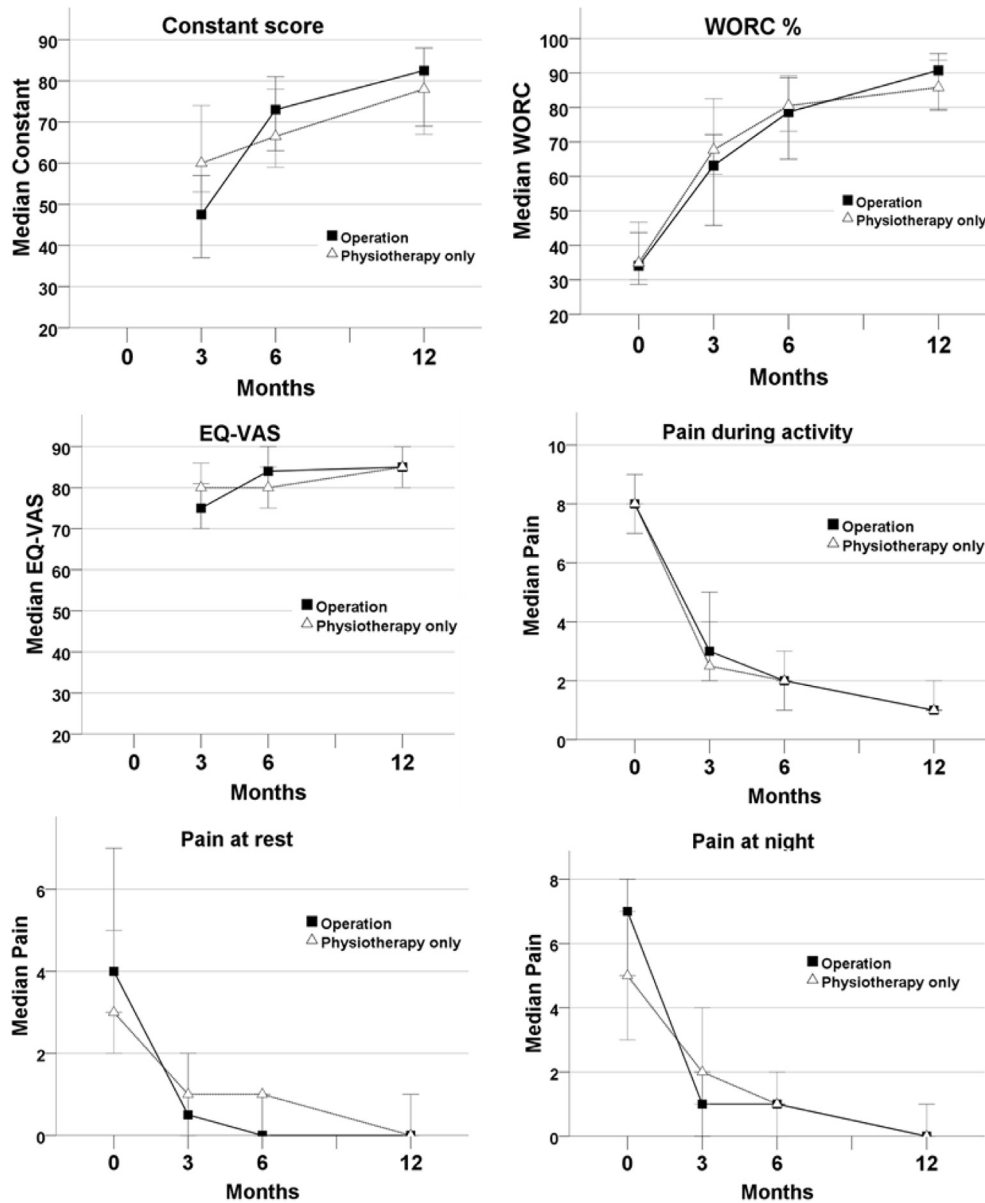 Constant score
Median Constant
90
80
70
60
50
40
30
20
0
3
6
12
Months
Operation
Physiotherapy only
WORC %
Median WORC
100
90
80
70
60
50
40
30
20
0
3
6
12
Months
Operation
Physiotherapy only
EQ-VAS
Median EQ-VAS
90
80
70
60
50
40
30
20
0
3
6
12
Months
Operation
Physiotherapy only
Pain during activity
Median Pain
10
8
6
4
2
0
0
3
6
12
Months
Operation
Physiotherapy only
Pain at rest
Median Pain
6
4
2
0
0
3
6
12
Months
Operation
Physiotherapy only
Pain at night
Median Pain
8
6
4
2
0
0
3
6
12
Months
Operation
Physiotherapy only